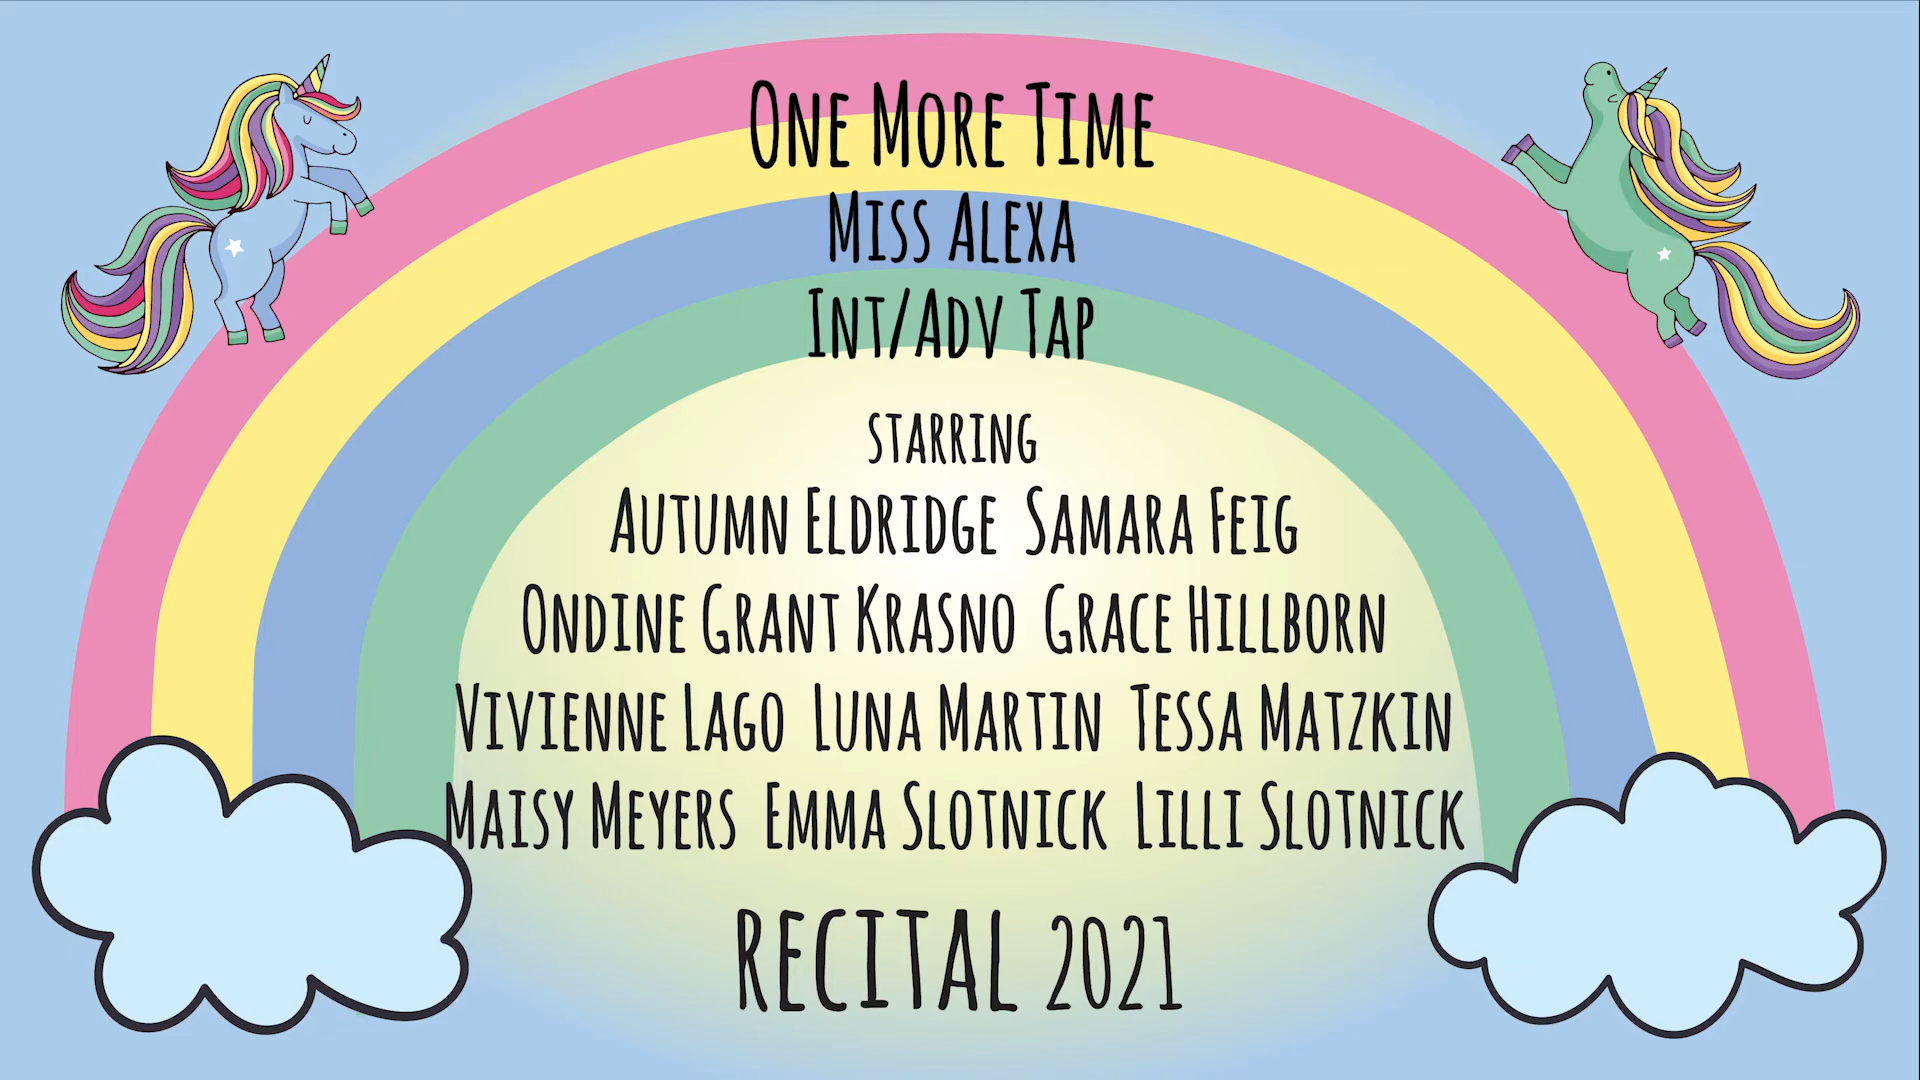 One More Time
Miss Alexa
Int/Adv Tap
starring
Autumn Eldridge Samara Feig
Ondine Grant Krasno Grace Hillborn
Vivienne Lago Luna Martin Tessa Matzkin
Maisy Meyers Emma Slotnick Lilli Slotnick
RECITAL 2021